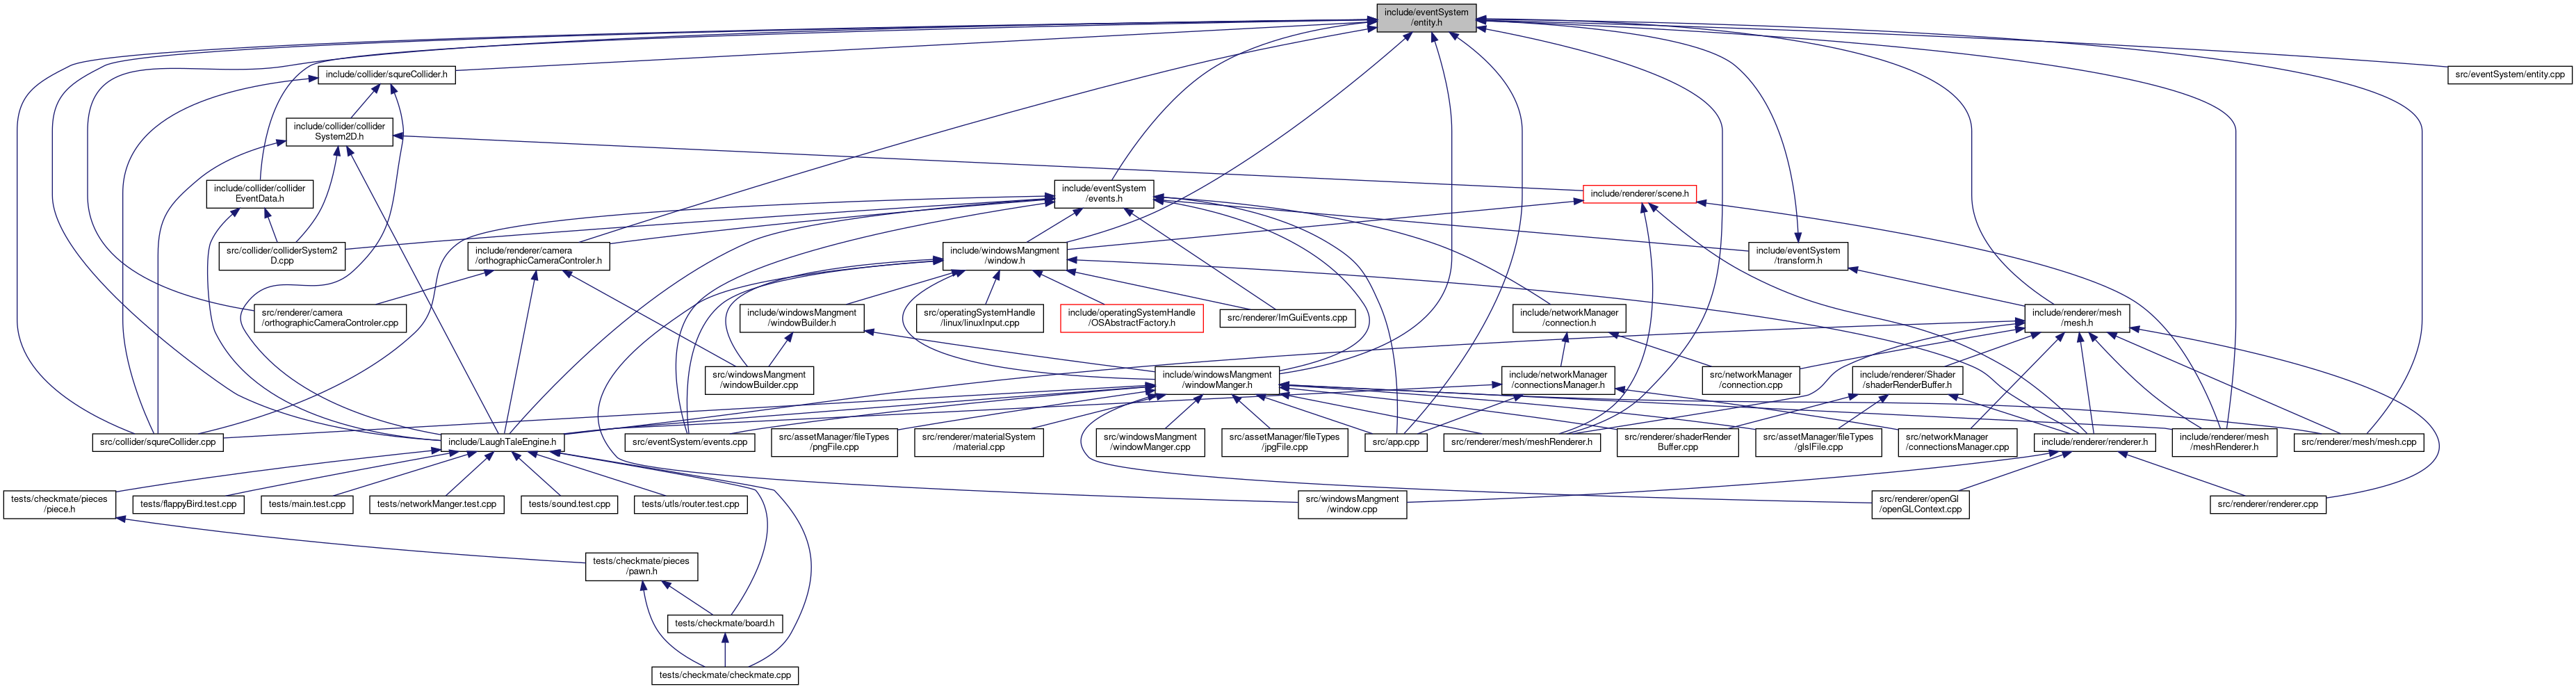 include/eventSystem
/entity.h
include/collider/squreCollider.h
src/eventSystem/entity.cpp
include/collider/collider
System2D.h
include/collider/collider
EventData.h
include/eventSystem
/events.h
include/renderer/scene.h
src/collider/colliderSystem2
D.cpp
include/renderer/camera
/orthographicCameraControler.h
include/windowsMangment
/window.h
include/eventSystem
/transform.h
src/renderer/camera
/orthographicCameraControler.cpp
include/windowsMangment
/windowBuilder.h
src/operatingSystemHandle
/linux/linuxInput.cpp
include/operatingSystemHandle
/OSAbstractFactory.h
src/renderer/ImGuiEvents.cpp
include/networkManager
/connection.h
include/renderer/mesh
/mesh.h
src/windowsMangment
/windowBuilder.cpp
include/windowsMangment
/windowManger.h
include/networkManager
/connectionsManager.h
src/networkManager
/connection.cpp
include/renderer/Shader
/shaderRenderBuffer.h
src/collider/squreCollider.cpp
include/LaughTaleEngine.h
src/eventSystem/events.cpp
src/assetManager/fileTypes
/pngFile.cpp
src/renderer/materialSystem
/material.cpp
src/windowsMangment
/windowManger.cpp
src/assetManager/fileTypes
/jpgFile.cpp
src/app.cpp
src/renderer/mesh/meshRenderer.h
src/renderer/shaderRender
Buffer.cpp
src/assetManager/fileTypes
/glslFile.cpp
src/networkManager
/connectionsManager.cpp
include/renderer/renderer.h
include/renderer/mesh
/meshRenderer.h
src/renderer/mesh/mesh.cpp
tests/checkmate/pieces
/piece.h
tests/flappyBird.test.cpp
tests/main.test.cpp
tests/networkManger.test.cpp
tests/sound.test.cpp
tests/utls/router.test.cpp
src/windowsMangment
/window.cpp
src/renderer/openGl
/openGLContext.cpp
src/renderer/renderer.cpp
tests/checkmate/pieces
/pawn.h
tests/checkmate/board.h
tests/checkmate/checkmate.cpp